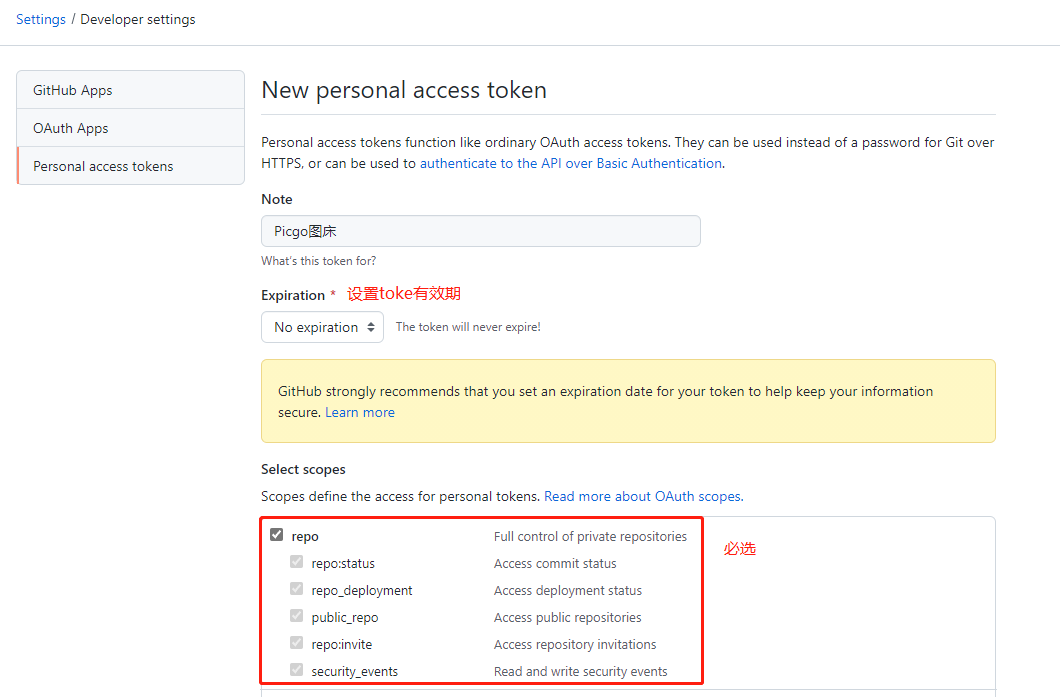 Settings / Developer settings
GitHub Apps
OAuth Apps
Personal access tokens
New personal access token
Personal access tokens function like ordinary OAuth access tokens. They can be used instead of a password for Git over
HTTPS, or can be used to authenticate to the API over Basic Authentication.
Note
Picgo图床
What's this token for?
Expiration * 设置toke有效期
No expiration The token will never expire!
GitHub strongly recommends that you set an expiration date for your token to help keep your information
secure. Learn more
Select scopes
Scopes define the access for personal tokens. Read more about OAuth scopes.
repo Full control of private repositories
必选
repo:status Access commit status
repo_deployment Access deployment status
public_repo Access public repositories
repo:invite Access repository invitations
security_events Read and write security events